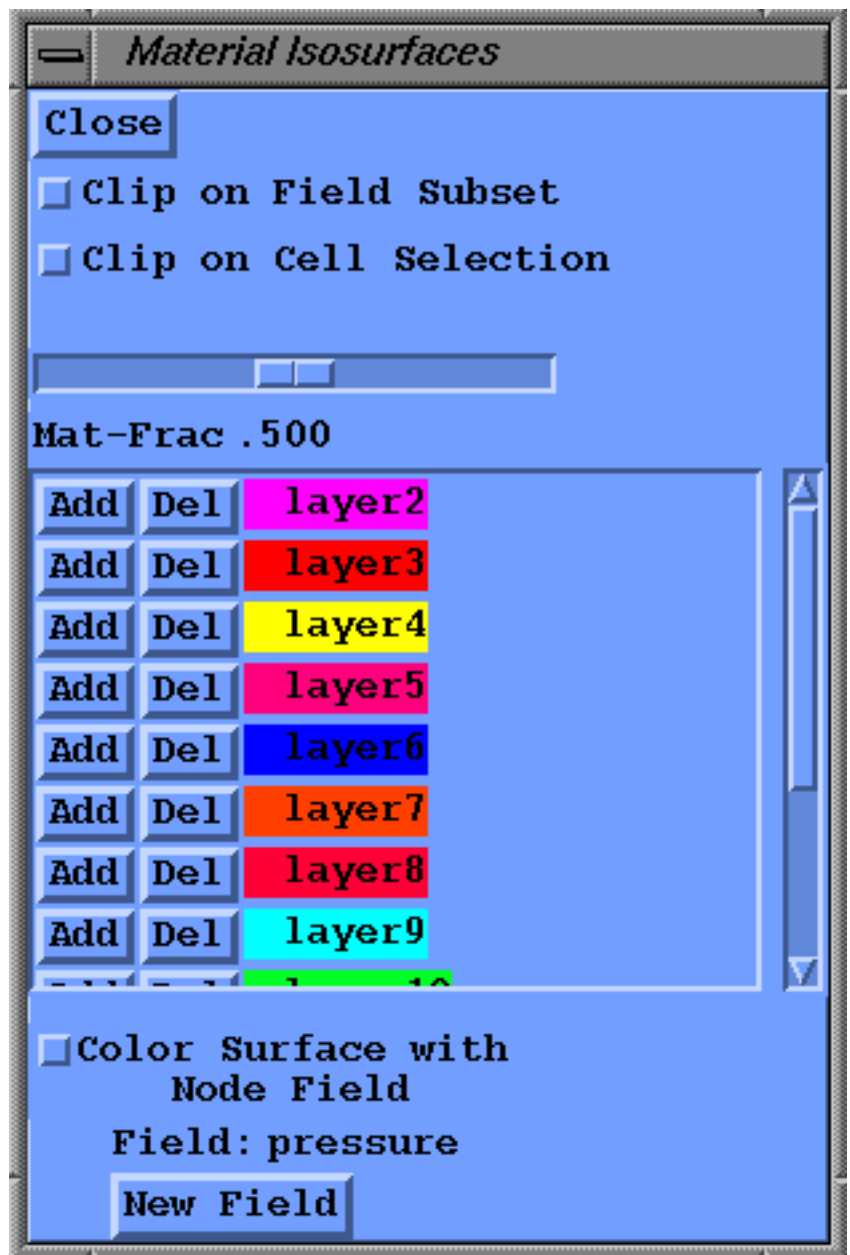 Material Isosurfaces
Close
Clip on Field Subset
Clip on Cell Selection
Mat-Frac .500
Add Del layer2
Add Del layer3
Add Del layer4
Add Del layer5
Add Del layer6
Add Del layer7
Add Del layer8
Add Del layer9
Color Surface with
Node Field
Field: pressure
New Field